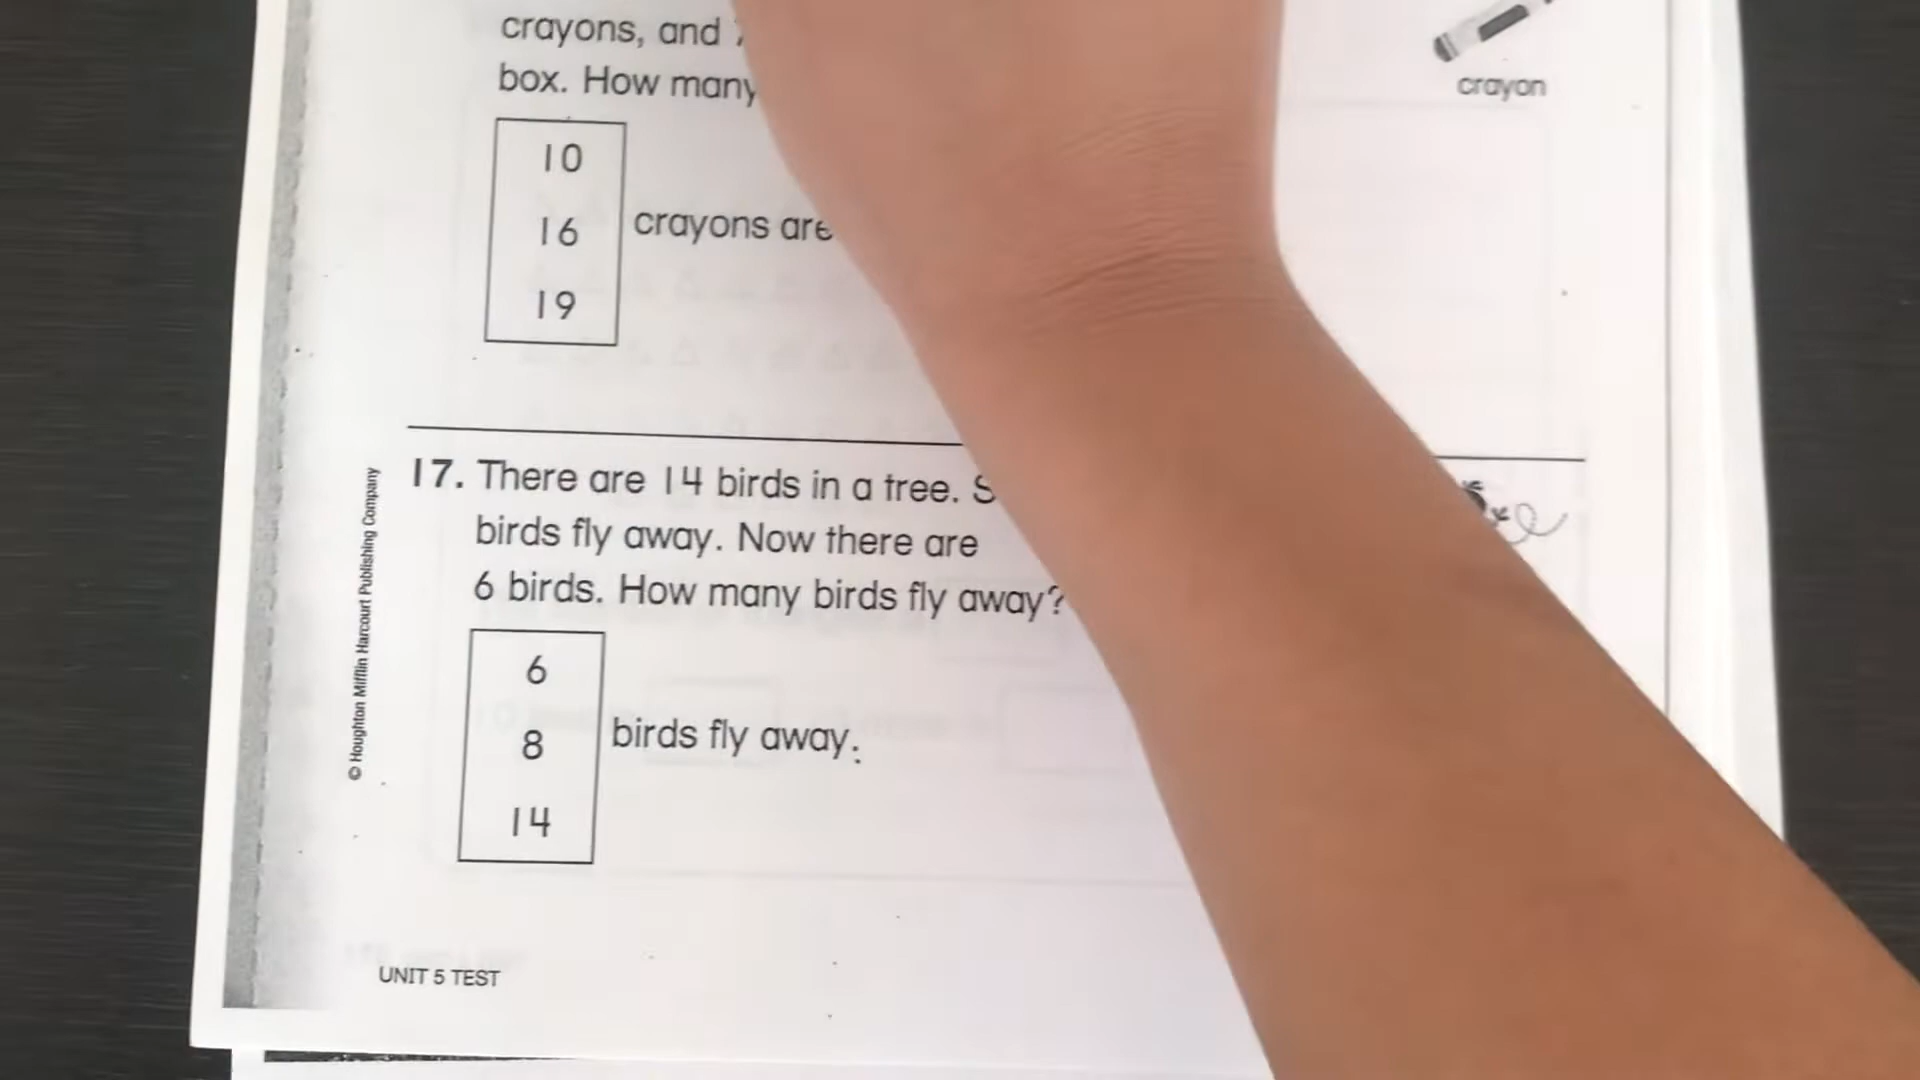 crayons, and
box. How many
crayon
10
16
19
crayons are
17. There are 14 birds in a tree.
birds fly away. Now there are
6 birds. How many birds fly away?
6
8
14
birds fly away.
© Houghton Mifflin Harcourt Publishing Company
UNIT 5 TEST